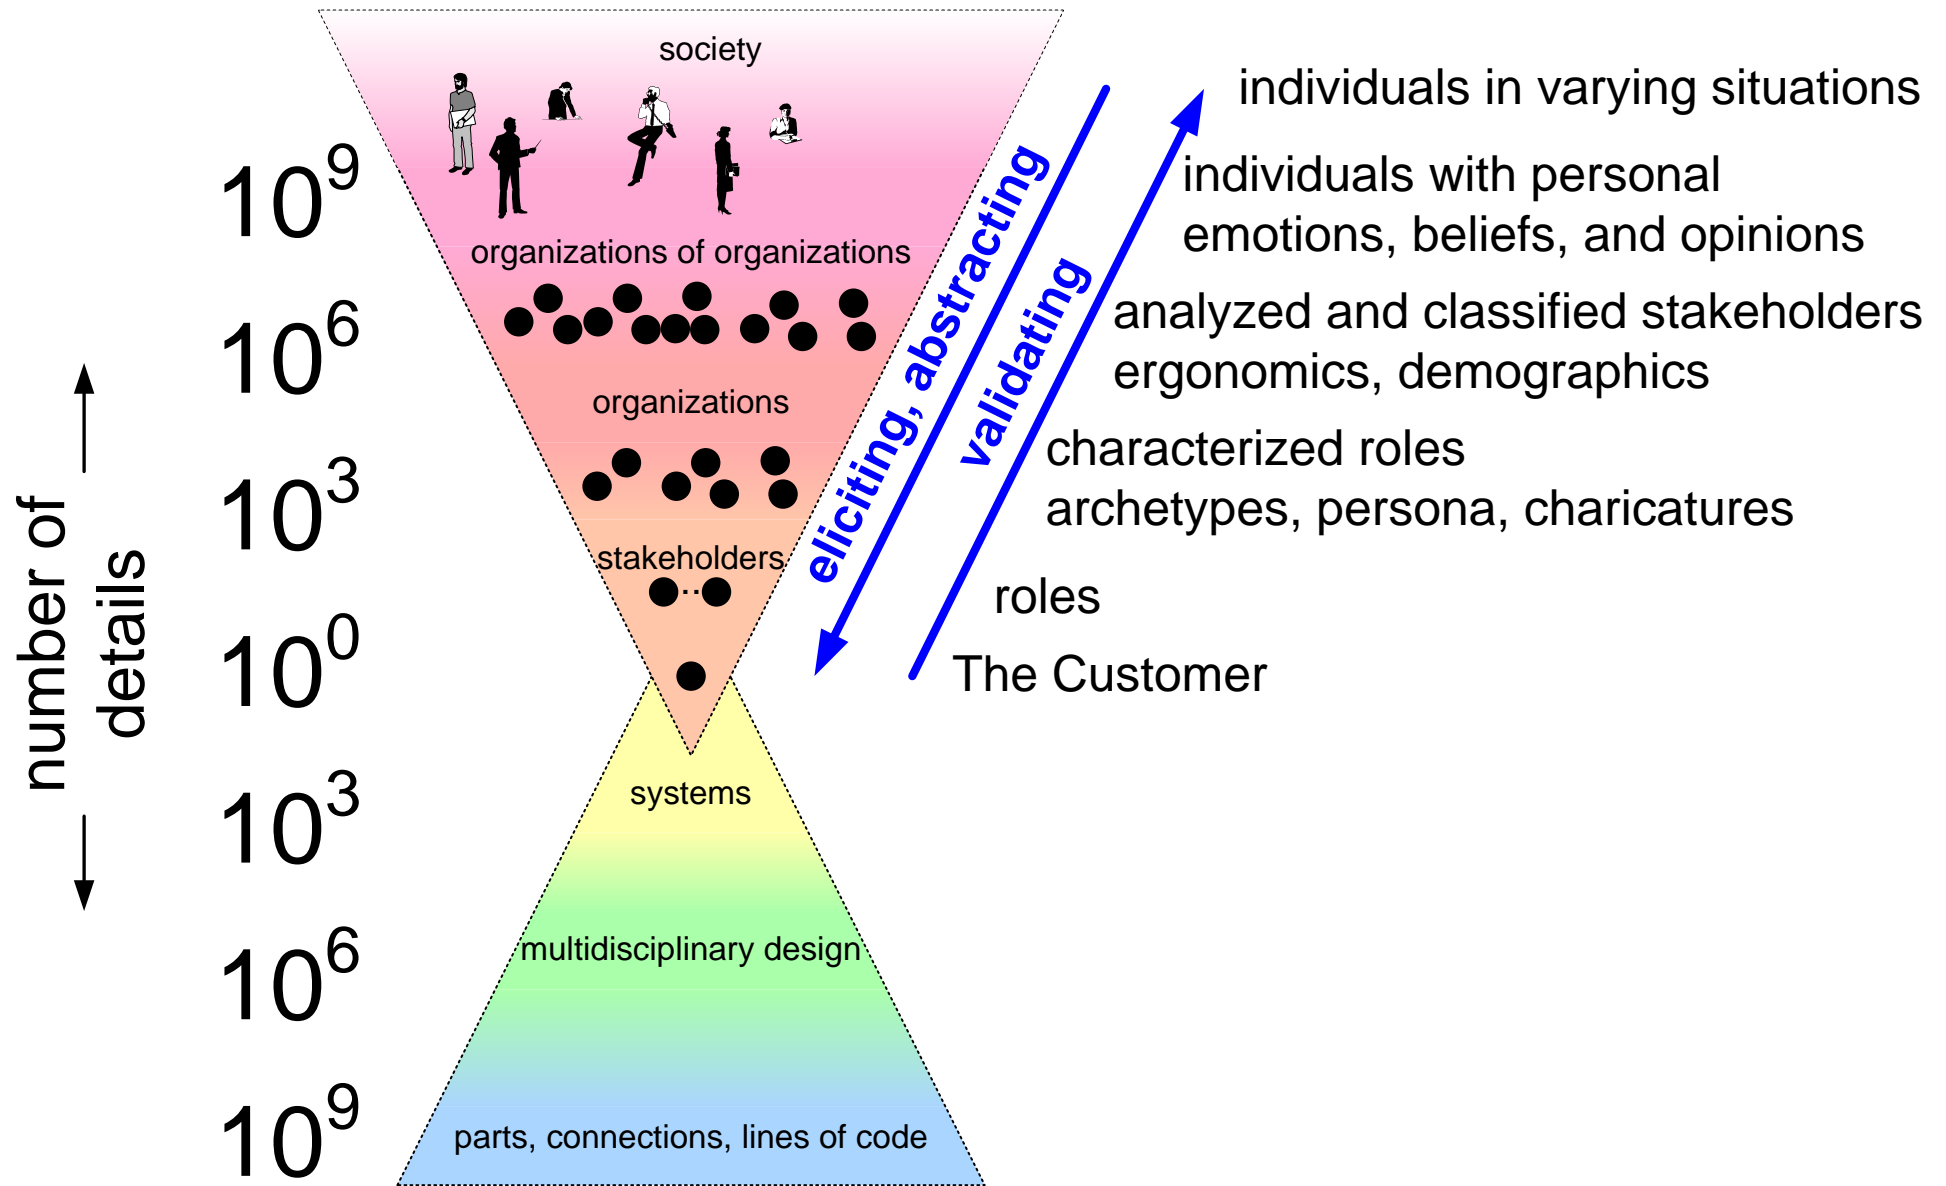 society
individuals in varying situations
individuals with personal
emotions, beliefs, and opinions
10^9
organizations of organizations
analyzed and classified stakeholders
ergonomics, demographics
10^6
organizations
eliciting, abstracting
validating
characterized roles
archetypes, persona, charicatures
10^3
stakeholders
..
roles
number of
details
10^0
The Customer
systems
10^3
multidisciplinary design
10^6
parts, connections, lines of code
10^9